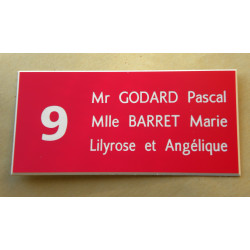 9
Mr GODARD Pascal
Mlle BARRET Marie
Lilyrose et Angélique